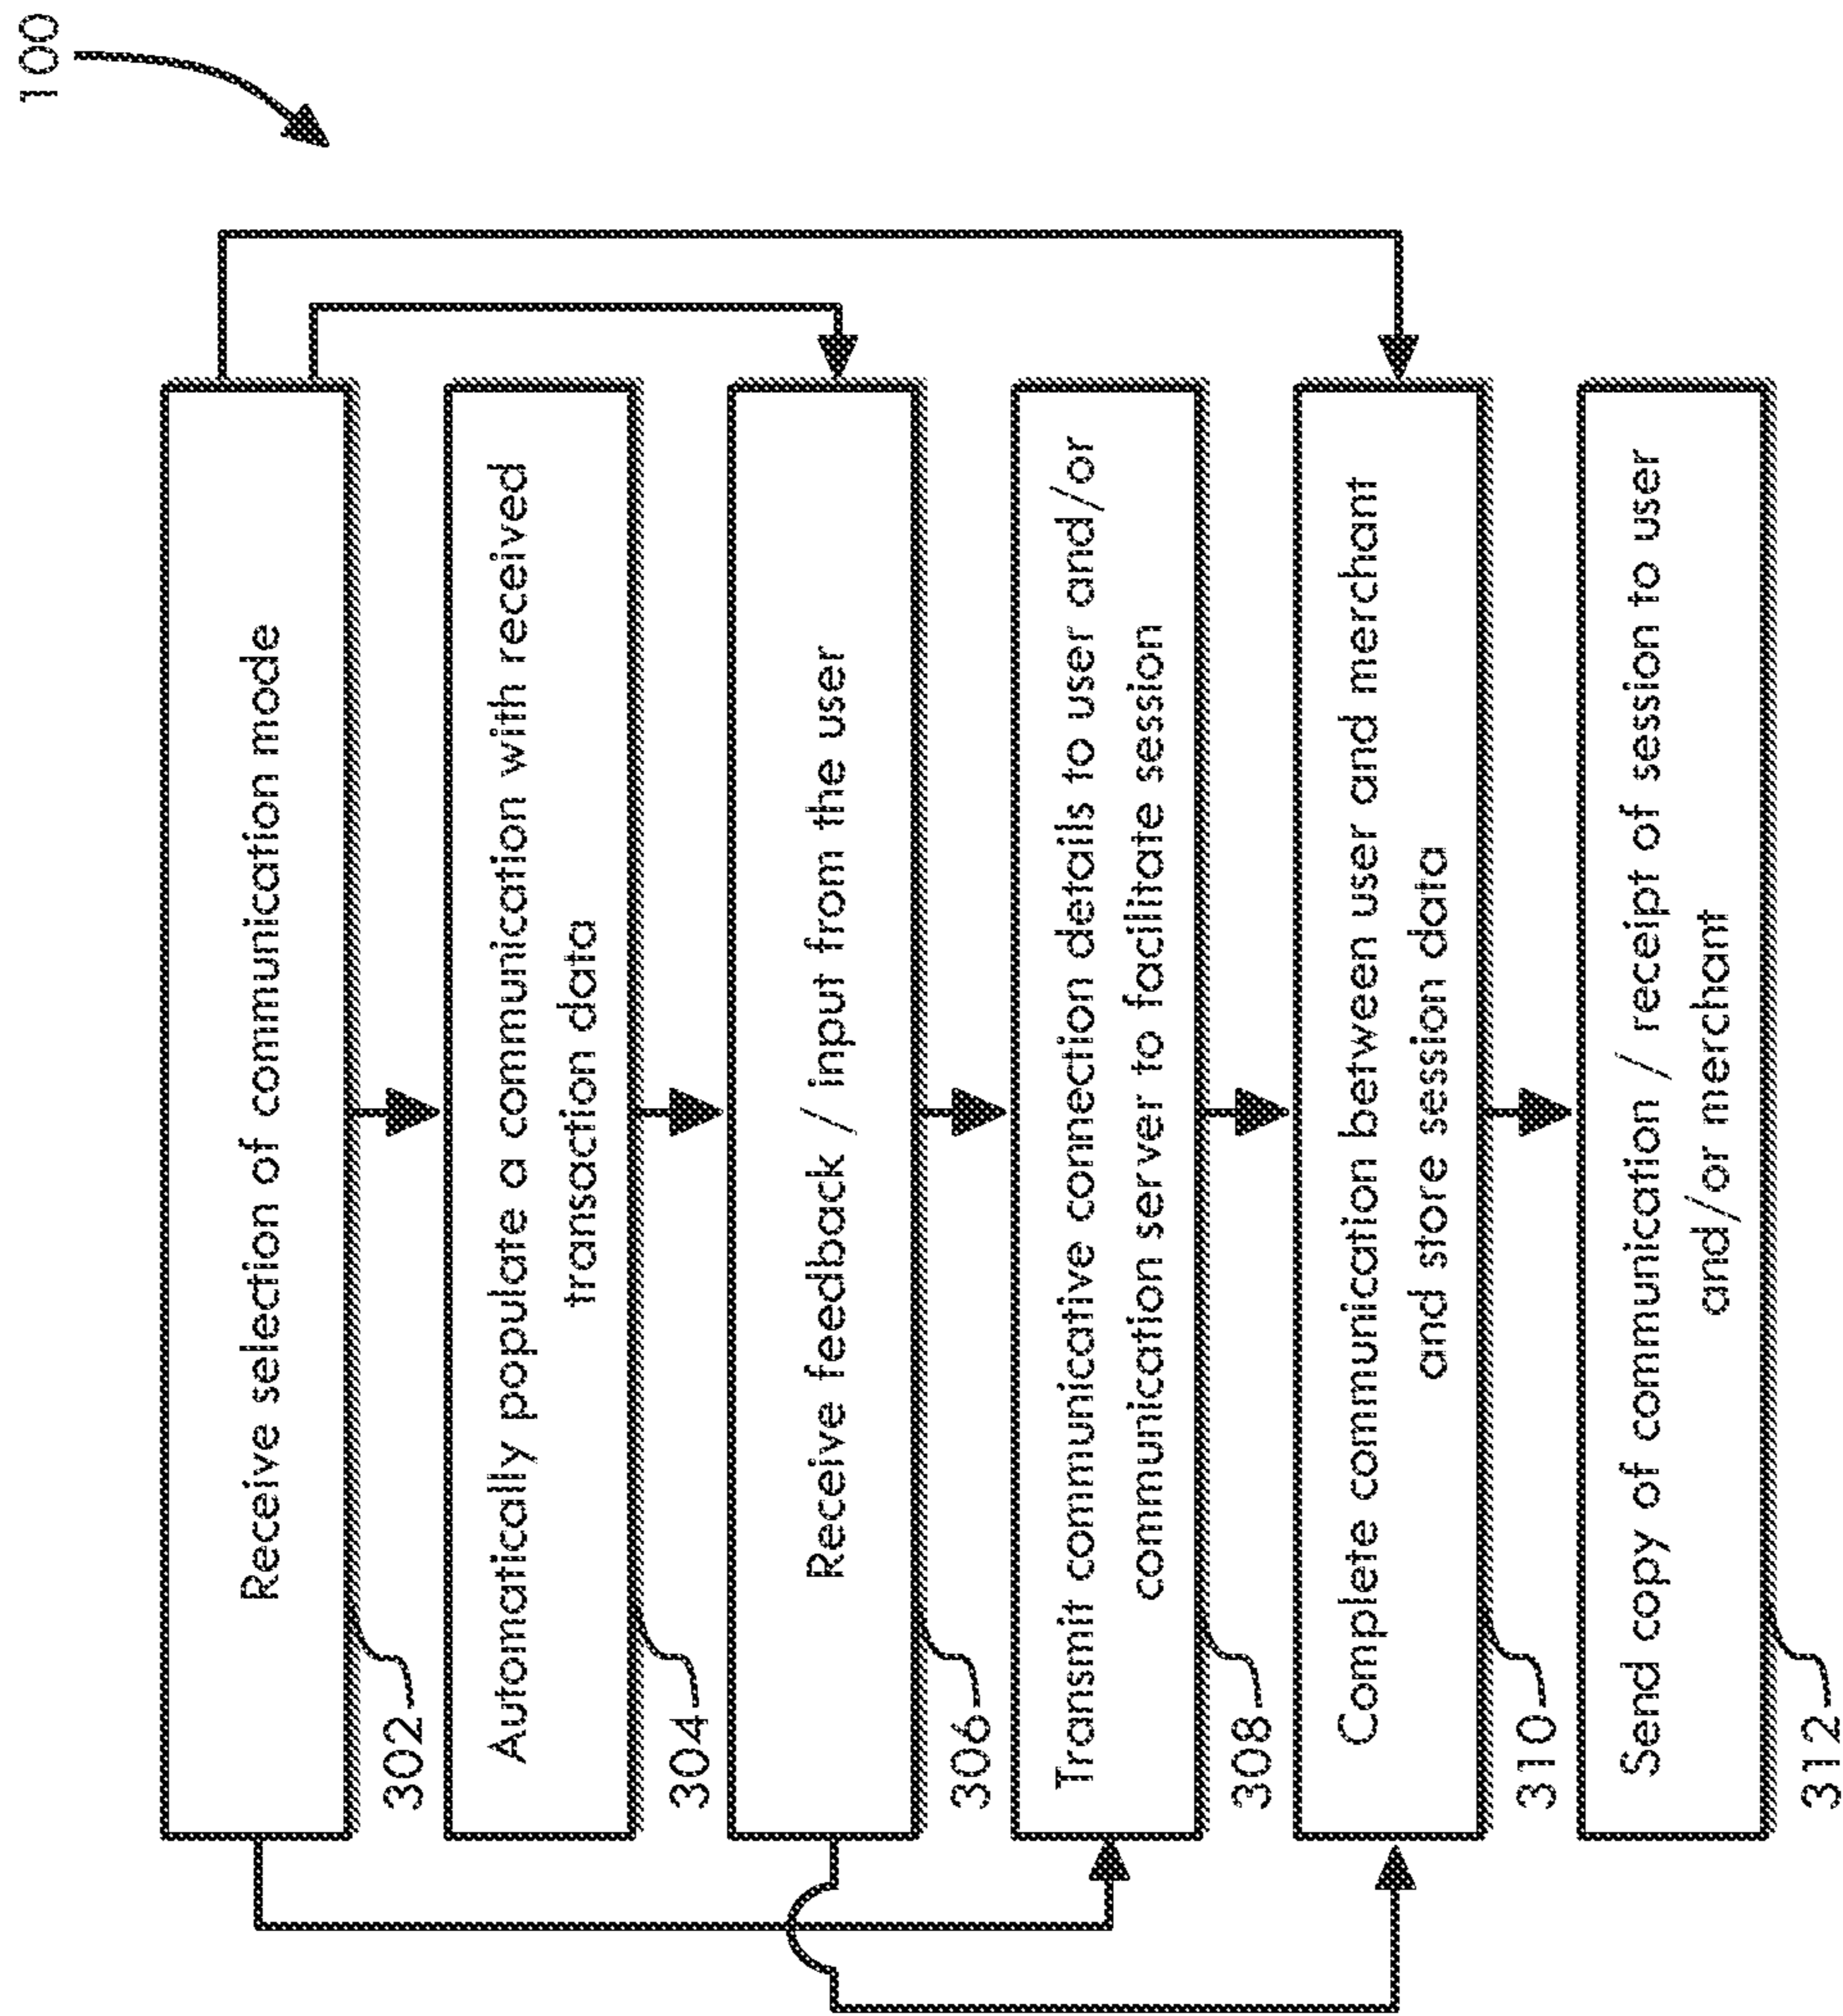 100
Receive selection of communication mode
302
Automatically populate a communication with received
transaction data
304
Receive feedback / input from the user
306
Transmit communicative connection details to user and/or
communication server to facilitate session
308
Complete communication between user and merchant
and store session data
310
Send copy of communication / receipt of session to user
and/or merchant
312